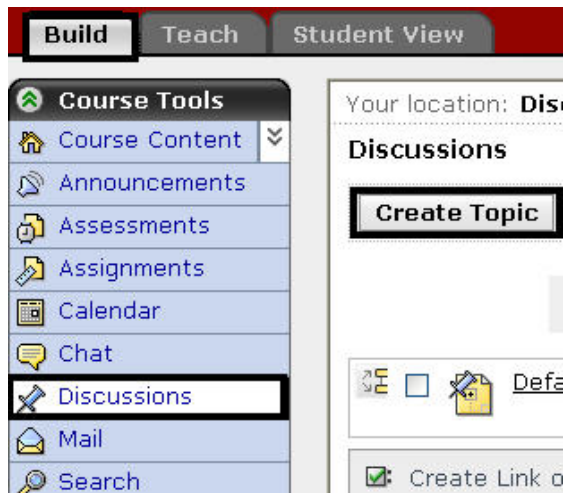 Build Teach Student View
Course Tools
Course Content
Announcements
Assessments
Assignments
Calendar
Chat
Discussions
Mail
Search
Your location: Dis
Discussions
Create Topic
Defa
Create Link o